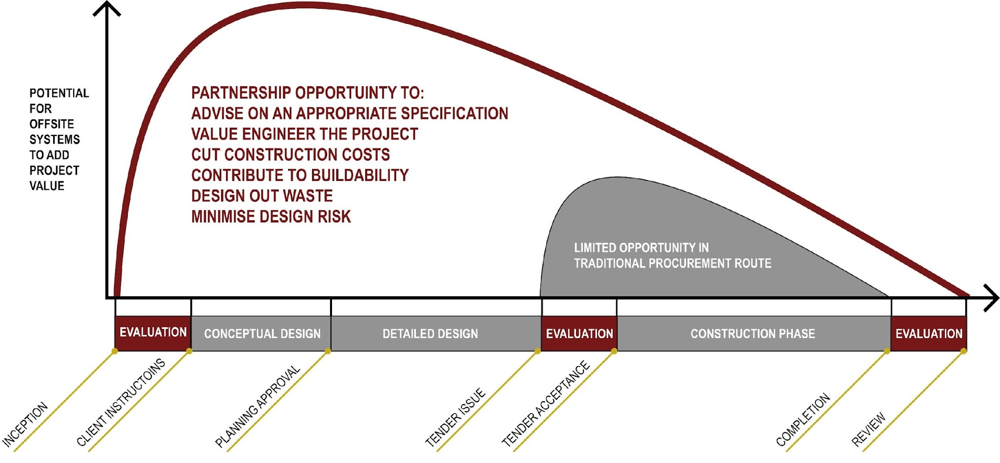 POTENTIAL
FOR
OFFSITE
SYSTEMS
TO ADD
PROJECT
VALUE
PARTNERSHIP OPPORTUINTY TO:
ADVISE ON AN APPROPRIATE SPECIFICATION
VALUE ENGINEER THE PROJECT
CUT CONSTRUCTION COSTS
CONTRIBUTE TO BUILDABILITY
DESIGN OUT WASTE
MINIMISE DESIGN RISK
LIMITED OPPORTUNITY IN
TRADITIONAL PROCUREMENT ROUTE
EVALUATION
CONCEPTUAL DESIGN
DETAILED DESIGN
EVALUATION
CONSTRUCTION PHASE
EVALUATION
INCEPTION
CLIENT INSTRUCTOINS
PLANNING APPROVAL
TENDER ISSUE
TENDER ACCEPTANCE
COMPLETION
REVIEW